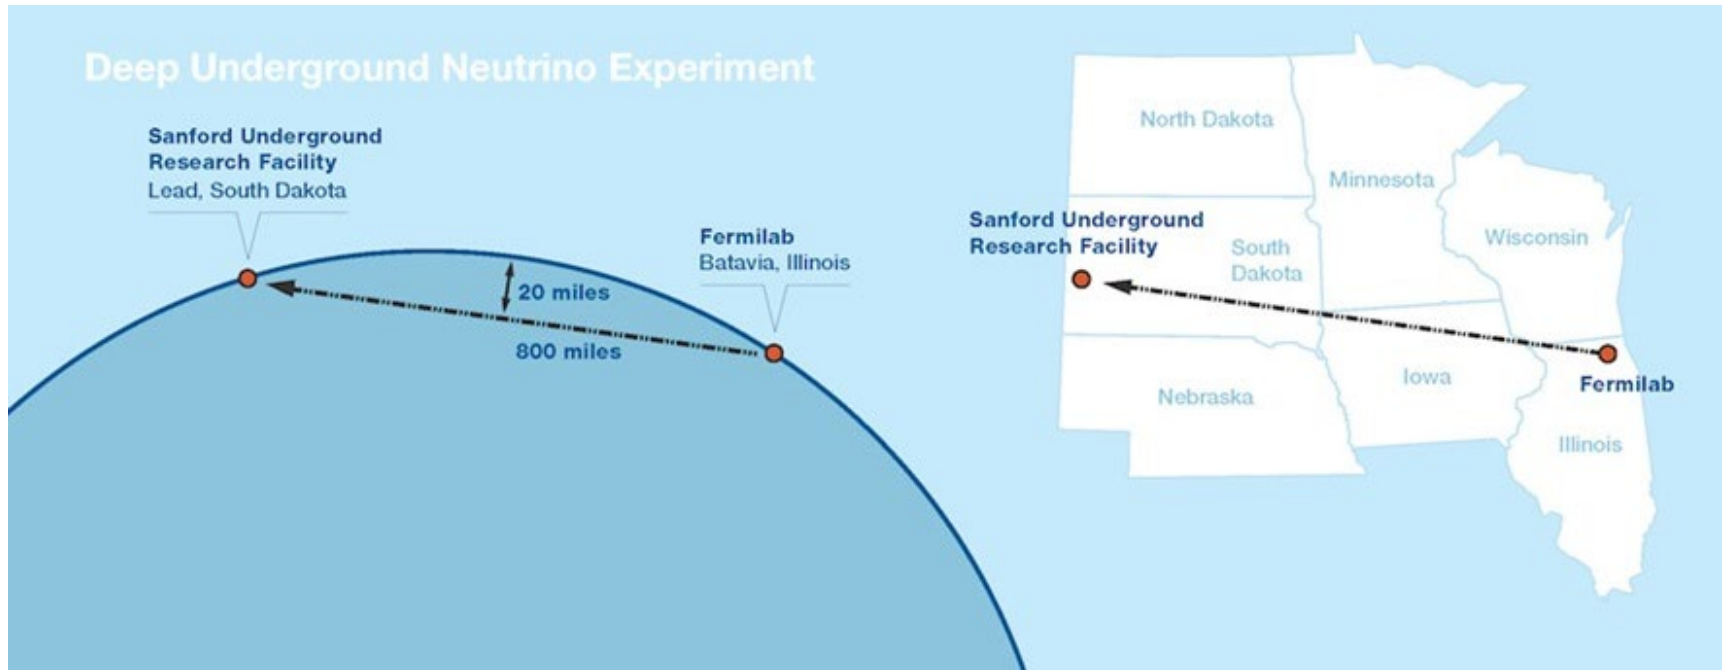 Deep Underground Neutrino Experiment
Sanford Underground
Research Facility
Lead, South Dakota
Fermilab
Batavia, Illinois
20 miles
800 miles
North Dakota
Minnesota
Sanford Underground
Research Facility
South
Dakota
Wisconsin
Nebraska
Iowa
Fermilab
Illinois